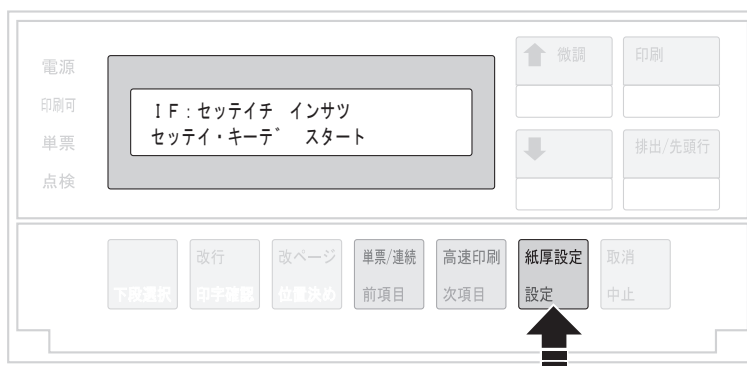 電源
印刷可
単票
点検
ＩＦ：セッテイチ　インサツ
セッテイ・キーデ゛　スタート
微調
印刷
排出/先頭行
下段選択
改行
印字確認
改ページ
位置決め
単票/連続
前項目
高速印刷
次項目
紙厚設定
設定
取消
中止